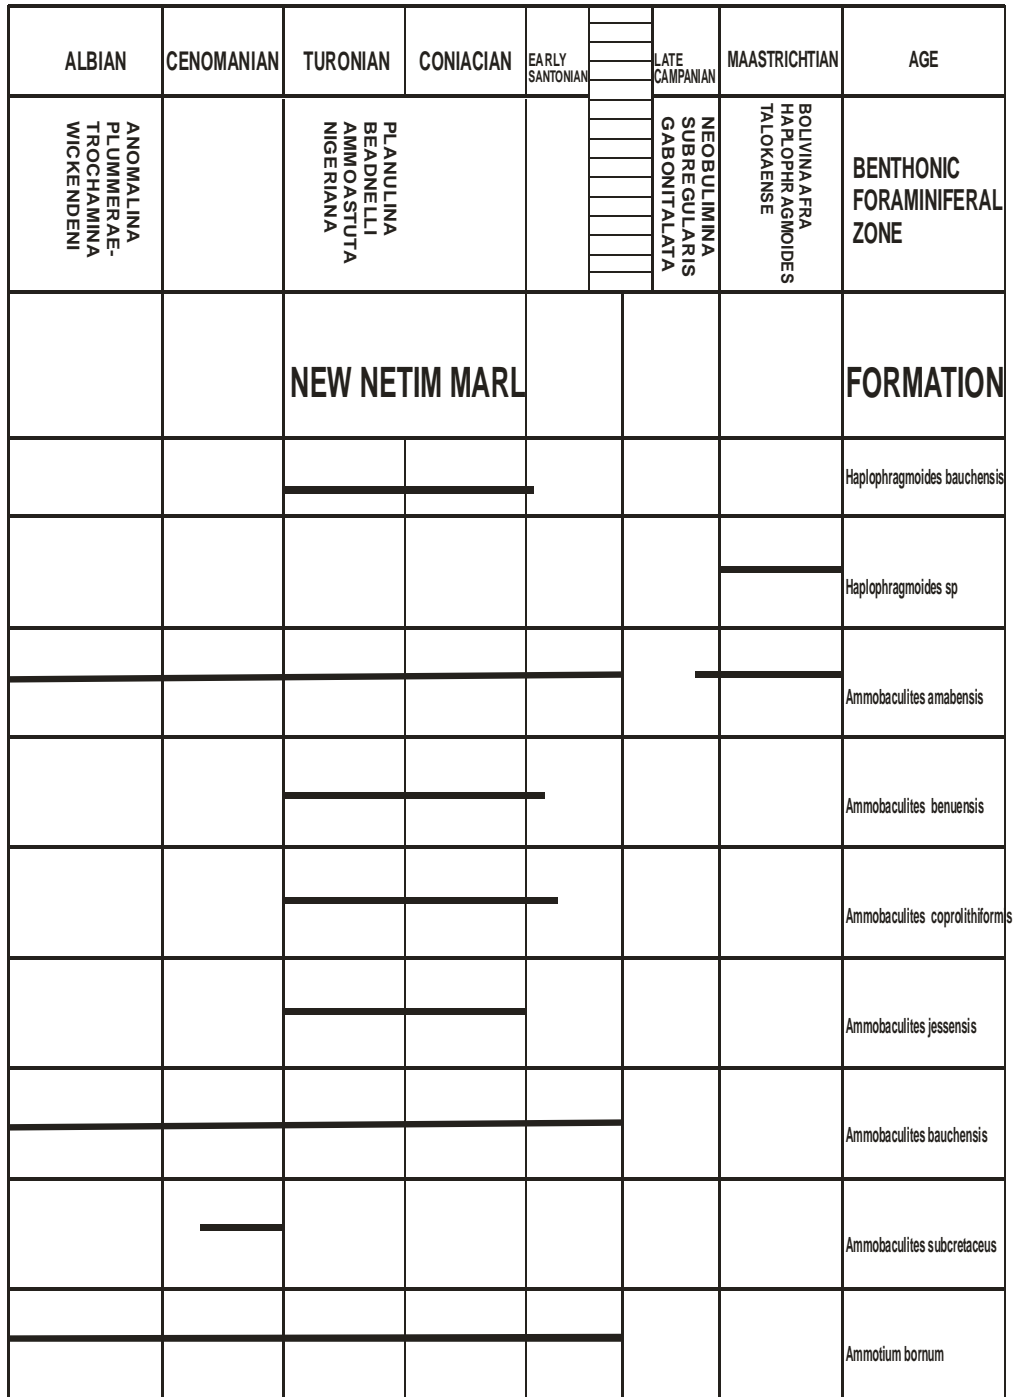 ALBIAN
CENOMANIAN
TURONIAN
CONIACIAN
EARLY
SANTONIAN
LATE
CAMPANIAN
MAASTRICHTIAN
AGE
ANOMALINA
PLUMMERAE-
TROCHAMINA
WICKENDENI
PLANULINA
BEADNELLI
AMMOASTUTA
NIGERIANA
NEOBULIMINA
SUBREGULARIS
GABONITALATA
BOLIVINA AFRA
HAPLOPHRAGMOIDES
TALOKAENSE
BENTHONIC
FORAMINIFERAL
ZONE
NEW NETIM MARL
FORMATION
Haplophragmoides bauchensis
Haplophragmoides sp
Ammobaculites amabensis
Ammobaculites benuensis
Ammobaculites coprolithiformis
Ammobaculites jessensis
Ammobaculites bauchensis
Ammobaculites subcretaceus
Ammotium bornum